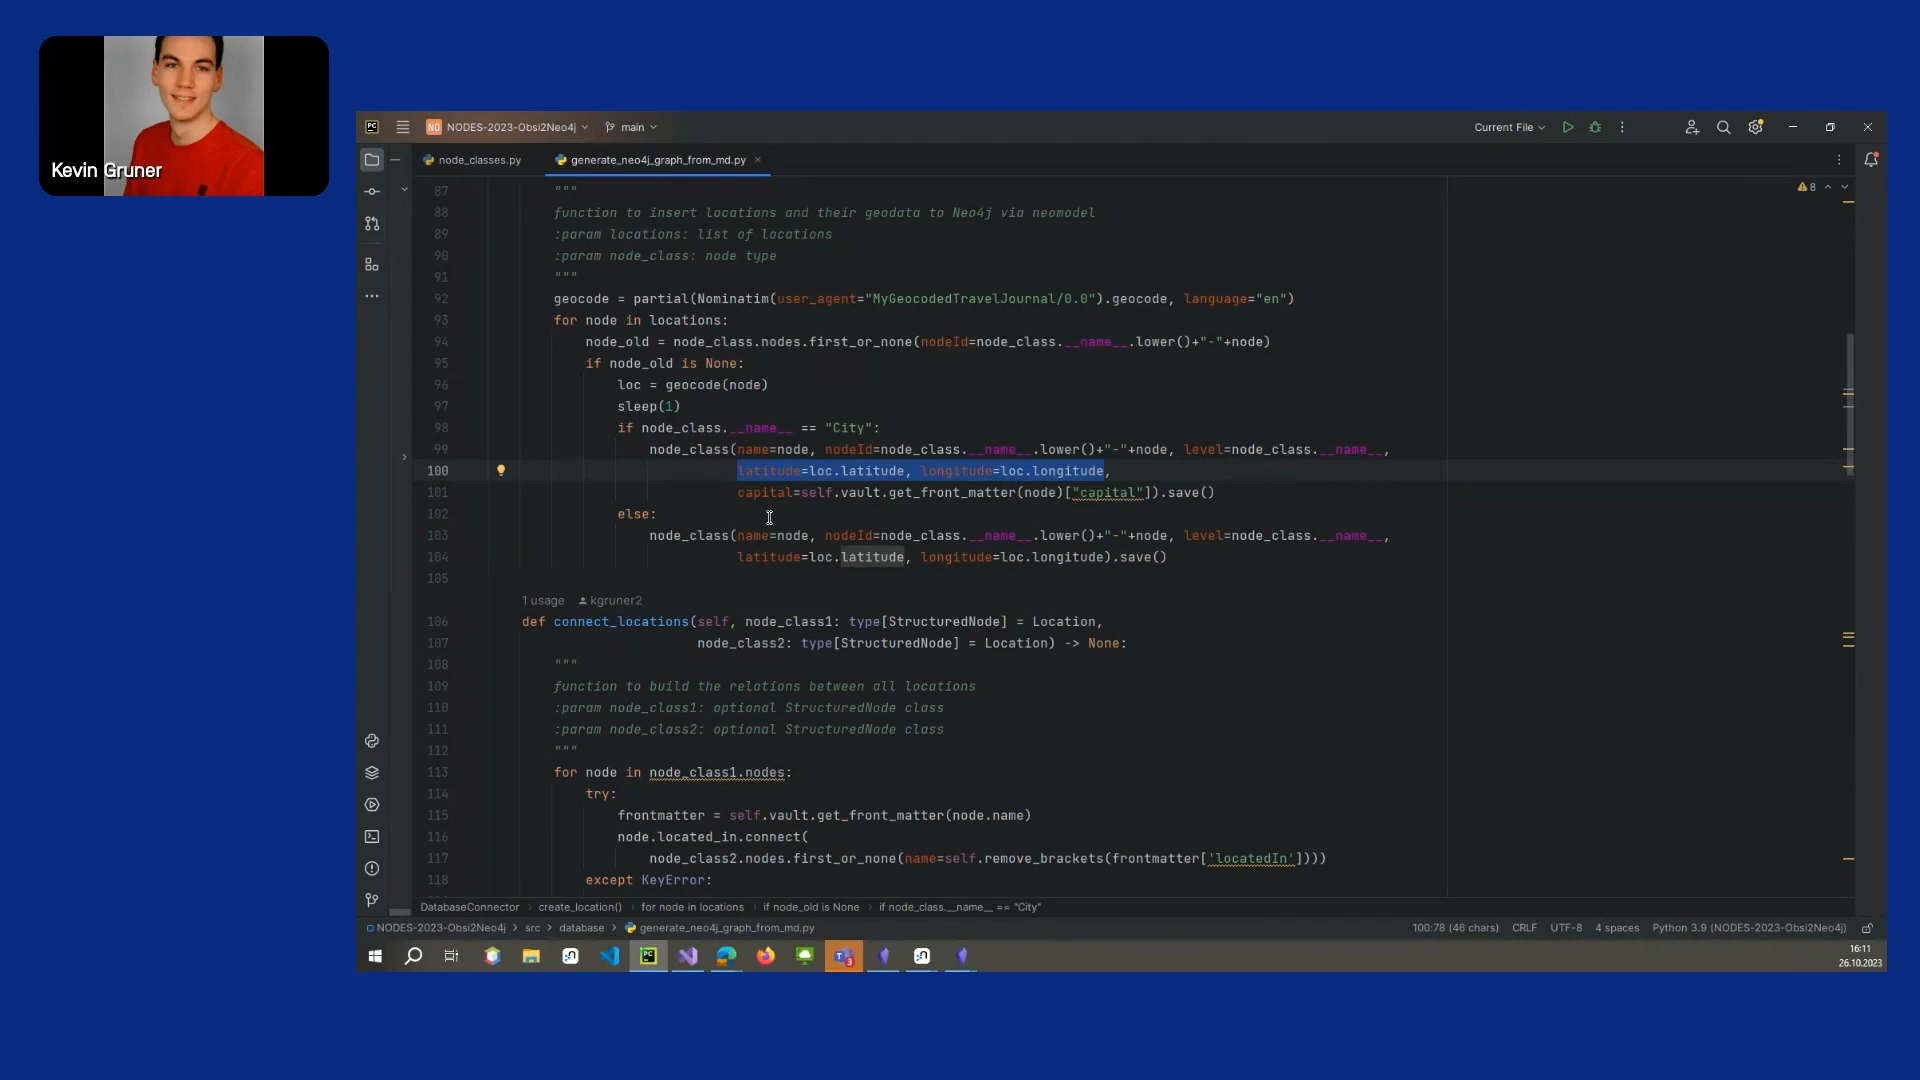 Kevin Gruner
NODES-2023-Obsi2Neo4j
main
Current File
node_classes.py
generate_neo4j_graph_from_md.py
8
87 """
88 function to insert locations and their geodata to Neo4j via neomodel
89 :param locations: list of locations
90 :param node_class: node type
91 """
92 geocode = partial(Nominatim(user_agent="MyGeocodedTravelJournal/0.0").geocode, language="en")
93 for node in locations:
94 node_old = node_class.nodes.first_or_none(nodeId=node_class.__name__.lower()+"-"+node)
95 if node_old is None:
96 loc = geocode(node)
97 sleep(1)
98 if node_class.__name__ == "City":
99 node_class(name=node, nodeId=node_class.__name__.lower()+"-"+node, level=node_class.__name__,
100 latitude=loc.latitude, longitude=loc.longitude,
101 capital=self.vault.get_front_matter(node)["capital"]).save()
102 else:
103 node_class(name=node, nodeId=node_class.__name__.lower()+"-"+node, level=node_class.__name__,
104 latitude=loc.latitude, longitude=loc.longitude).save()
105
1 usage kgruner2
106 def connect_locations(self, node_class1: type[StructuredNode] = Location,
107 node_class2: type[StructuredNode] = Location) -> None:
108 """
109 function to build the relations between all locations
110 :param node_class1: optional StructuredNode class
111 :param node_class2: optional StructuredNode class
112 """
113 for node in node_class1.nodes:
114 try:
115 frontmatter = self.vault.get_front_matter(node.name)
116 node.located_in.connect(
117 node_class2.nodes.first_or_none(name=self.remove_brackets(frontmatter['locatedIn'])))
118 except KeyError:
DatabaseConnector > create_location() > for node in locations > if node_old is None > if node_class.__name__ == "City"
NODES-2023-Obsi2Neo4j > src > database > generate_neo4j_graph_from_md.py
100:78 (46 chars) CRLF UTF-8 4 spaces Python 3.9 (NODES-2023-Obsi2Neo4j)
16:11
26.10.2023